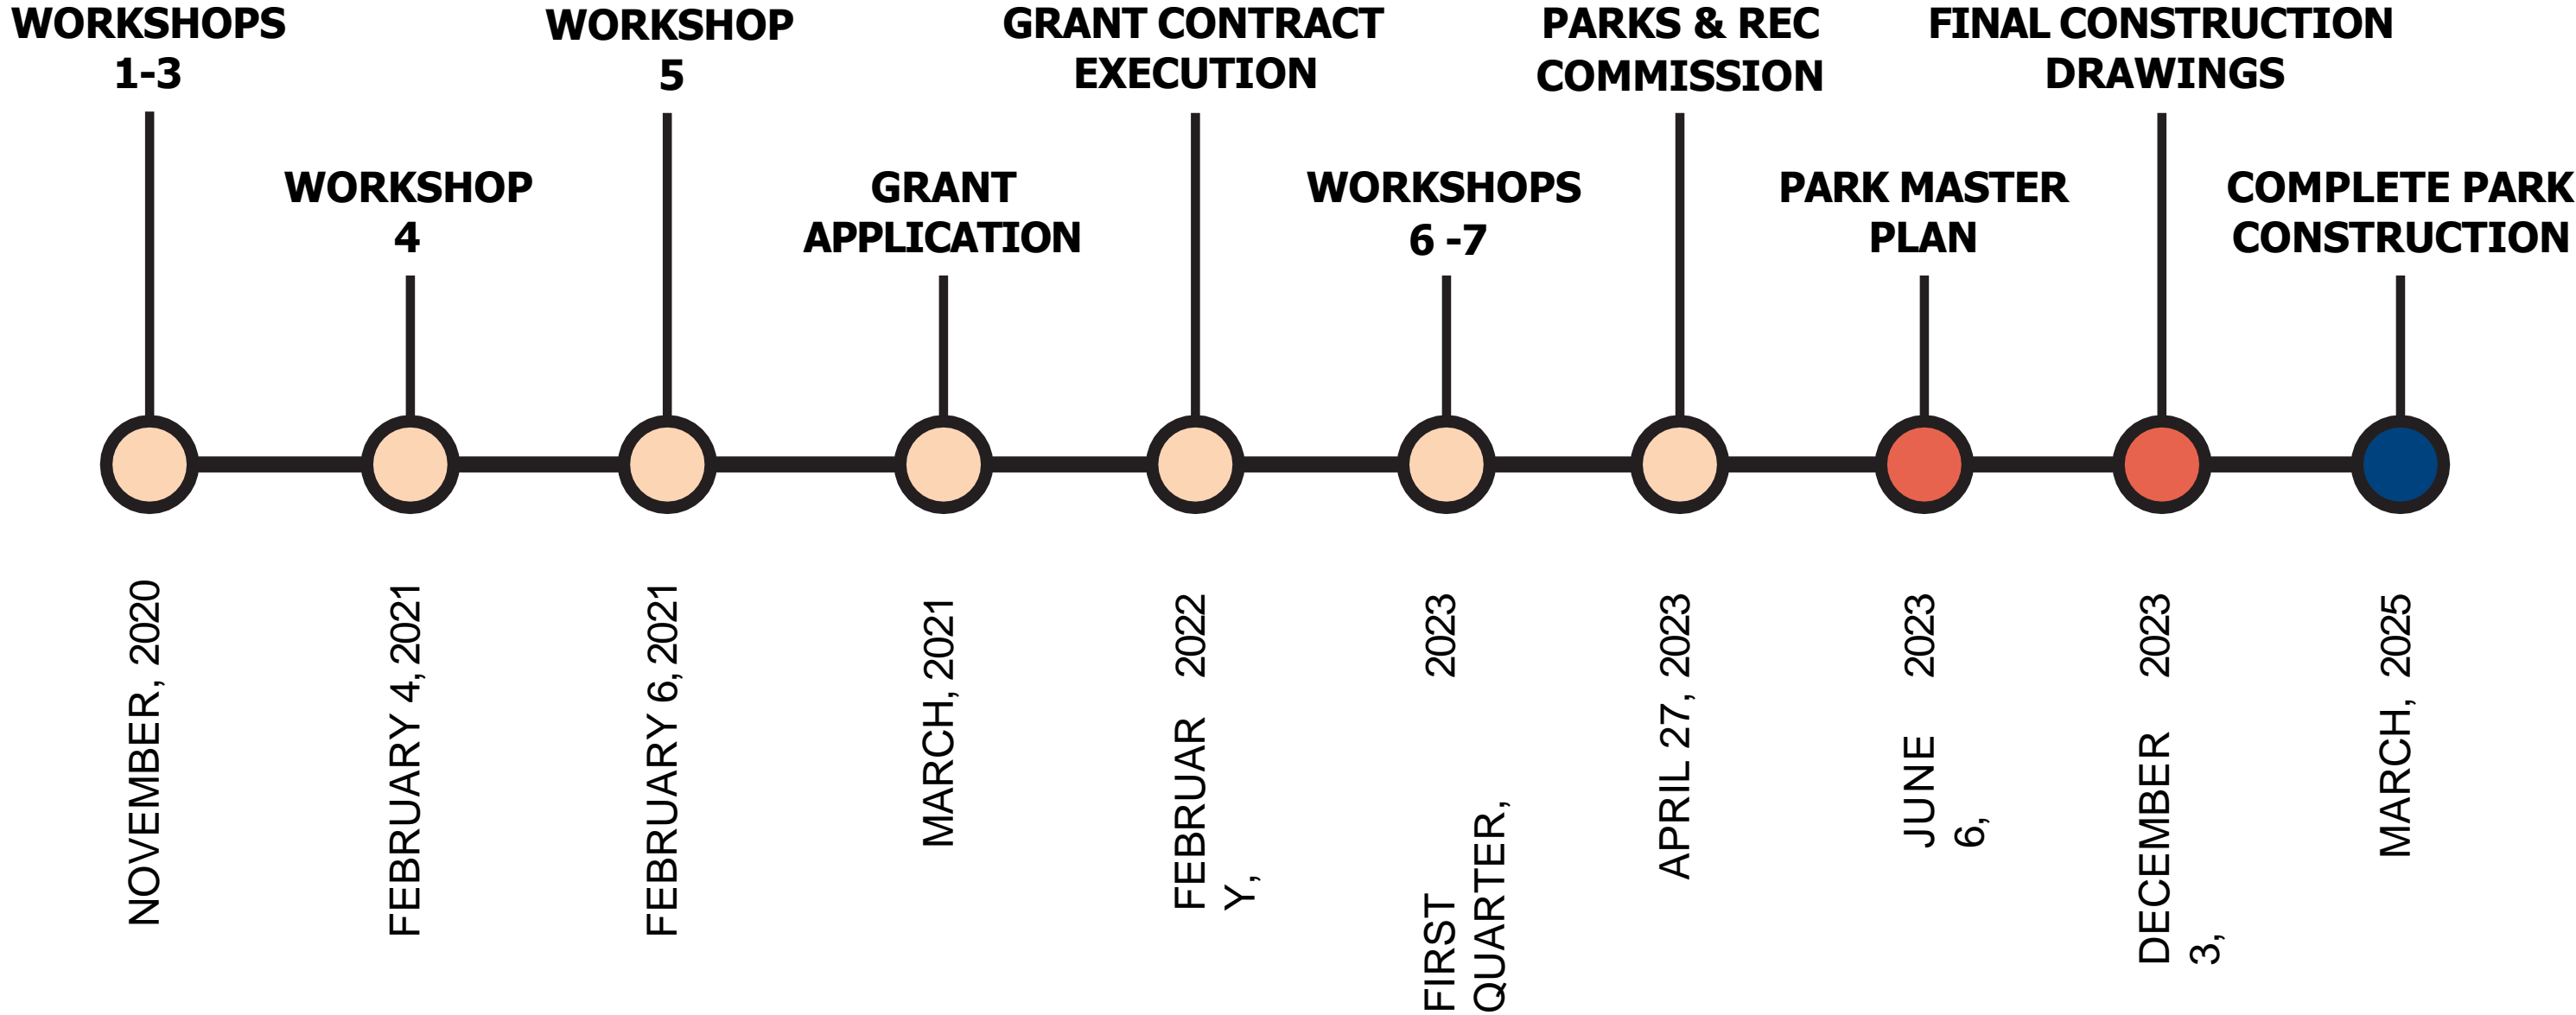 WORKSHOPS
1-3
WORKSHOP
4
WORKSHOP
5
GRANT
APPLICATION
GRANT CONTRACT
EXECUTION
WORKSHOPS
6 -7
PARKS & REC
COMMISSION
PARK MASTER
PLAN
FINAL CONSTRUCTION
DRAWINGS
COMPLETE PARK
CONSTRUCTION
NOVEMBER, 2020
FEBRUARY 4, 2021
FEBRUARY 6, 2021
MARCH, 2021
FEBRUAR 2022
Y,
FIRST 2023
QUARTER,
APRIL 27, 2023
JUNE 2023
6,
DECEMBER 2023
3,
MARCH, 2025